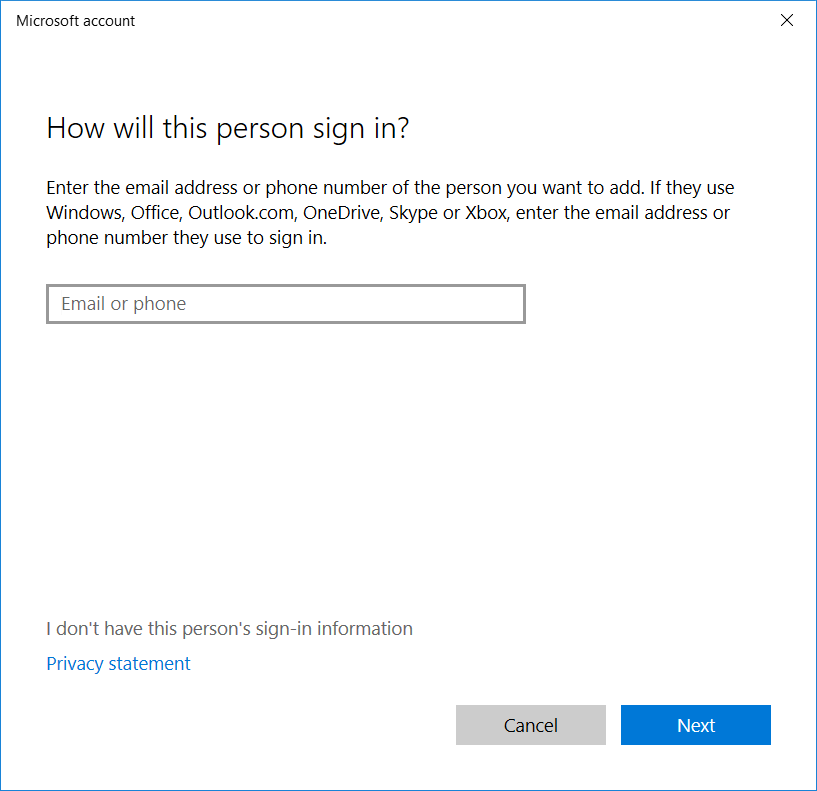 Microsoft account
How will this person sign in?
Enter the email address or phone number of the person you want to add. If they use
Windows, Office, Outlook.com, OneDrive, Skype or Xbox, enter the email address or
phone number they use to sign in.
Email or phone
I don't have this person's sign-in information
Privacy statement
Cancel
Next